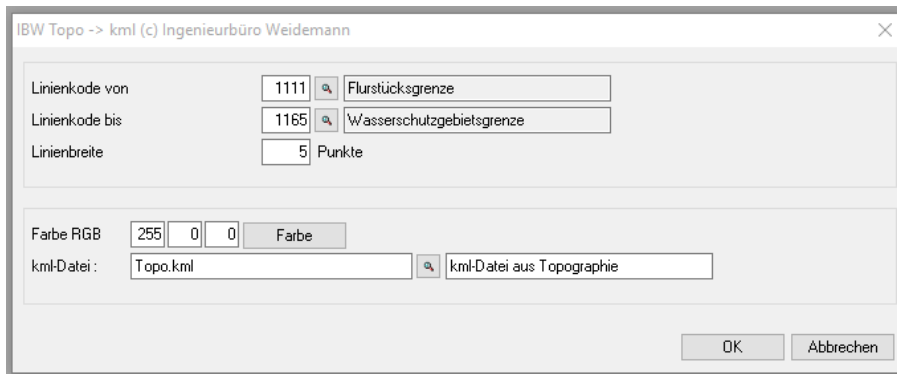 IBW Topo -> kml (c) Ingenieurbüro Weidemann
Linienkode von 1111 Flurstücksgrenze
Linienkode bis 1165 Wasserschutzgebietsgrenze
Linienbreite 5 Punkte
Farbe RGB 255 0 0 Farbe
kml-Datei : Topo.kml kml-Datei aus Topographie
OK Abbrechen